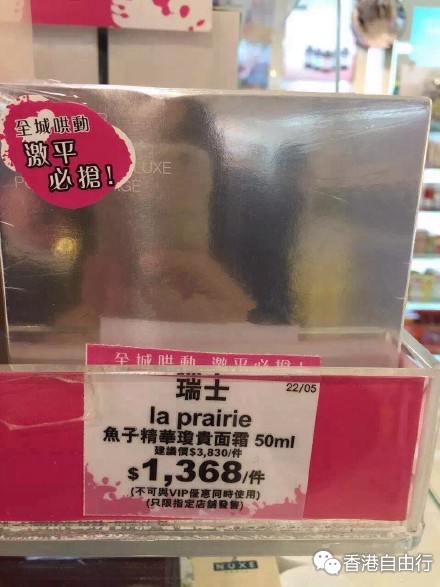 全城哄動
激平
必搶!
LUXE
全城哄動 激平必搶!
瑞士
22/05
la prairie
魚子精華瓊貴面霜 50ml
建議價$3,830/件
$1,368/件
(不可與VIP優惠同時使用)
(只限指定店舖發售)
NUXE
香港自由行